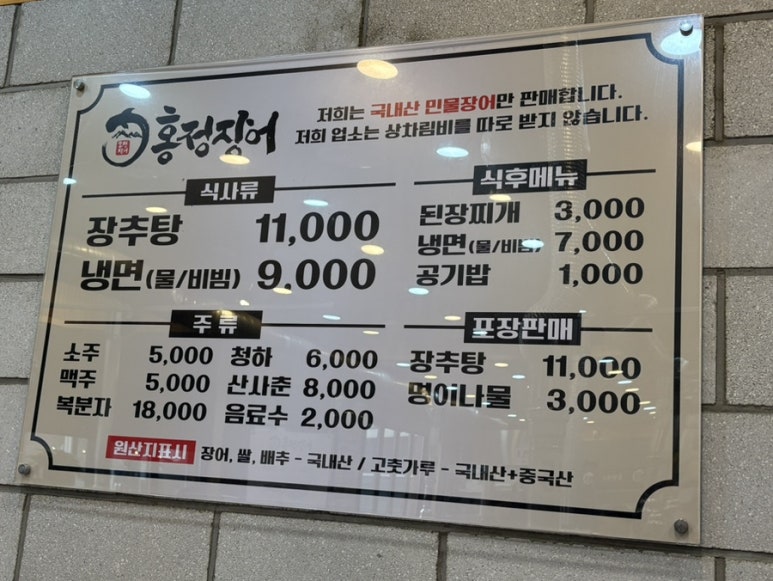 홍정장어
저희는 국내산 민물장어만 판매합니다.
저희 업소는 상차림비를 따로 받지 않습니다.
식사류
장추탕 11,000
냉면(물/비빔) 9.000
식후메뉴
된장찌개 3,000
냉면(물/비빔) 7,000
공기밥 1,000
주류
소주 5,000 청하 6,000
맥주 5,000 산사춘 8,000
복분자 18,000 음료수 2,000
포장판매
장추탕 11,000
명이나물 3,000
원산지표시 장어, 쌀, 배추 - 국내산 / 고춧가루 - 국내산+중국산